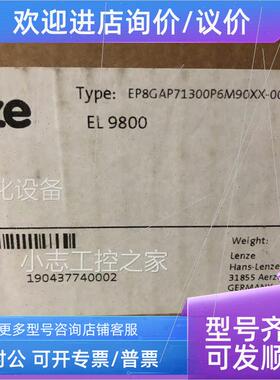 欢迎进店询价/议价
ze
Type: EP8GAP71300P6M90XX-00
EL 9800
化设备
小志工控之家
190437740002
Weight:
Lenze
Hans-Lenze
31855 Aerz
GERMANY
更多型号咨询店铺客服
对公 可开专票/普票
型号齐
可发顺